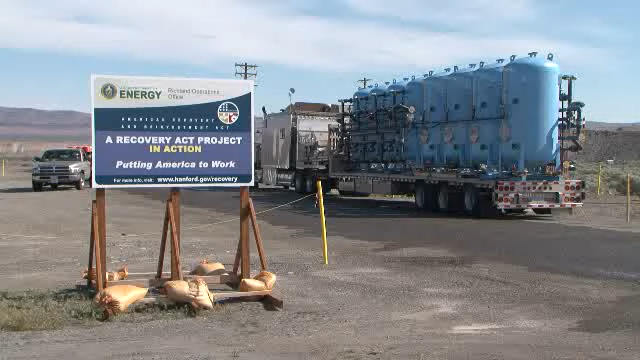 ENERGY
Richland Operations
Office
AMERICAN RECOVERY
AND REINVESTMENT ACT
A RECOVERY ACT PROJECT
IN ACTION
Putting America to Work
For more info, visit: www.hanford.gov/recovery